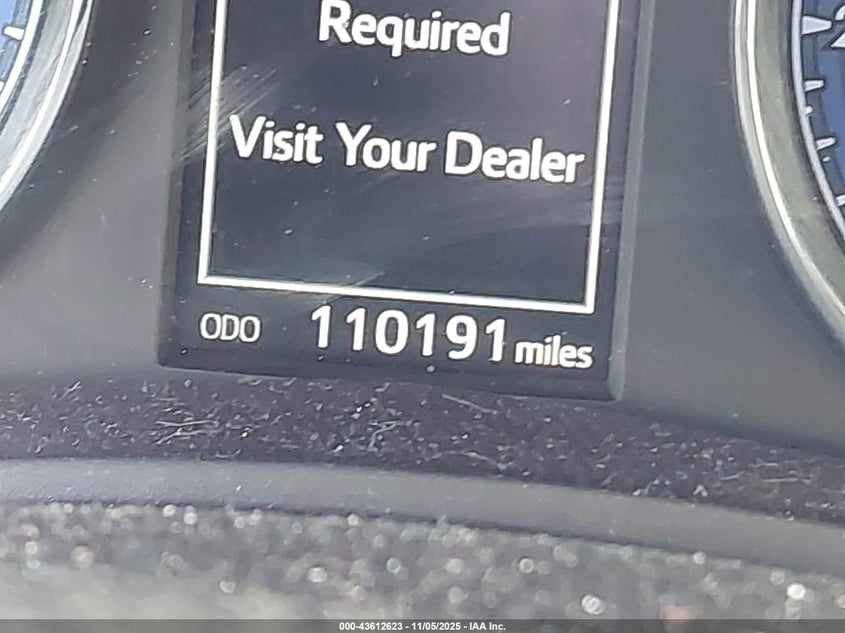 Required
Visit Your Dealer
ODO 110191 miles
000-43612623 - 11/05/2025 - IAA Inc.